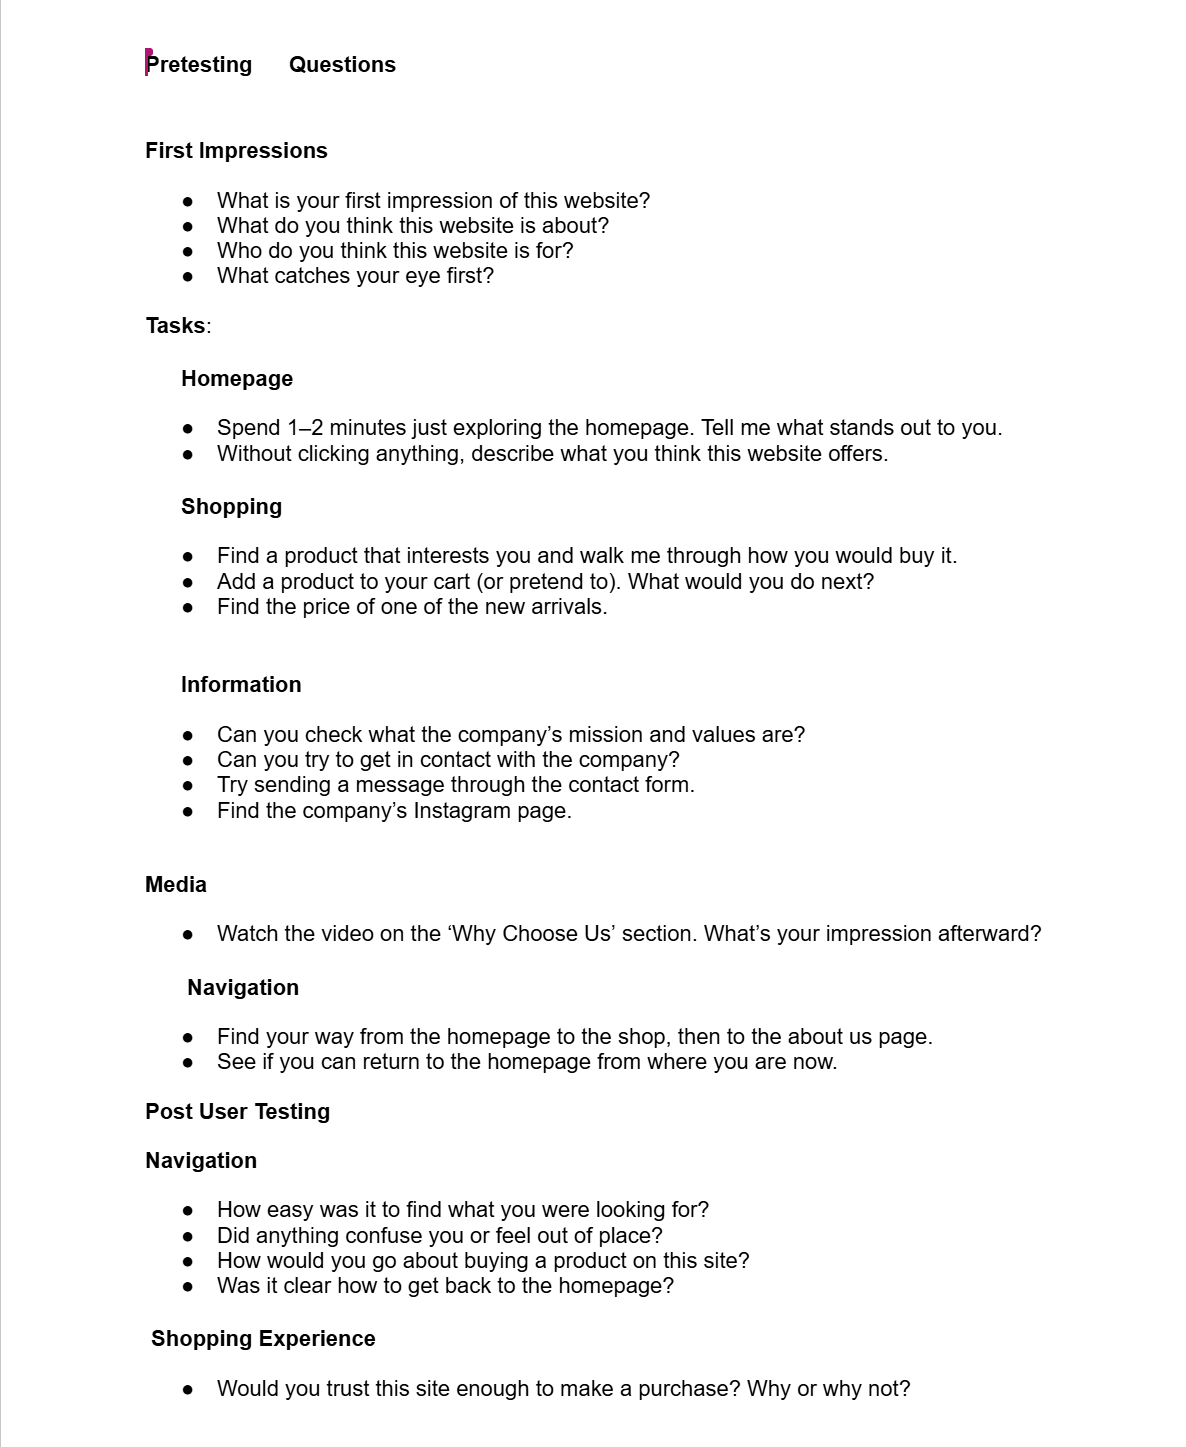 Pretesting Questions
First Impressions
● What is your first impression of this website?
● What do you think this website is about?
● Who do you think this website is for?
● What catches your eye first?
Tasks:
Homepage
● Spend 1–2 minutes just exploring the homepage. Tell me what stands out to you.
● Without clicking anything, describe what you think this website offers.
Shopping
● Find a product that interests you and walk me through how you would buy it.
● Add a product to your cart (or pretend to). What would you do next?
● Find the price of one of the new arrivals.
Information
● Can you check what the company’s mission and values are?
● Can you try to get in contact with the company?
● Try sending a message through the contact form.
● Find the company’s Instagram page.
Media
● Watch the video on the ‘Why Choose Us’ section. What’s your impression afterward?
Navigation
● Find your way from the homepage to the shop, then to the about us page.
● See if you can return to the homepage from where you are now.
Post User Testing
Navigation
● How easy was it to find what you were looking for?
● Did anything confuse you or feel out of place?
● How would you go about buying a product on this site?
● Was it clear how to get back to the homepage?
Shopping Experience
● Would you trust this site enough to make a purchase? Why or why not?